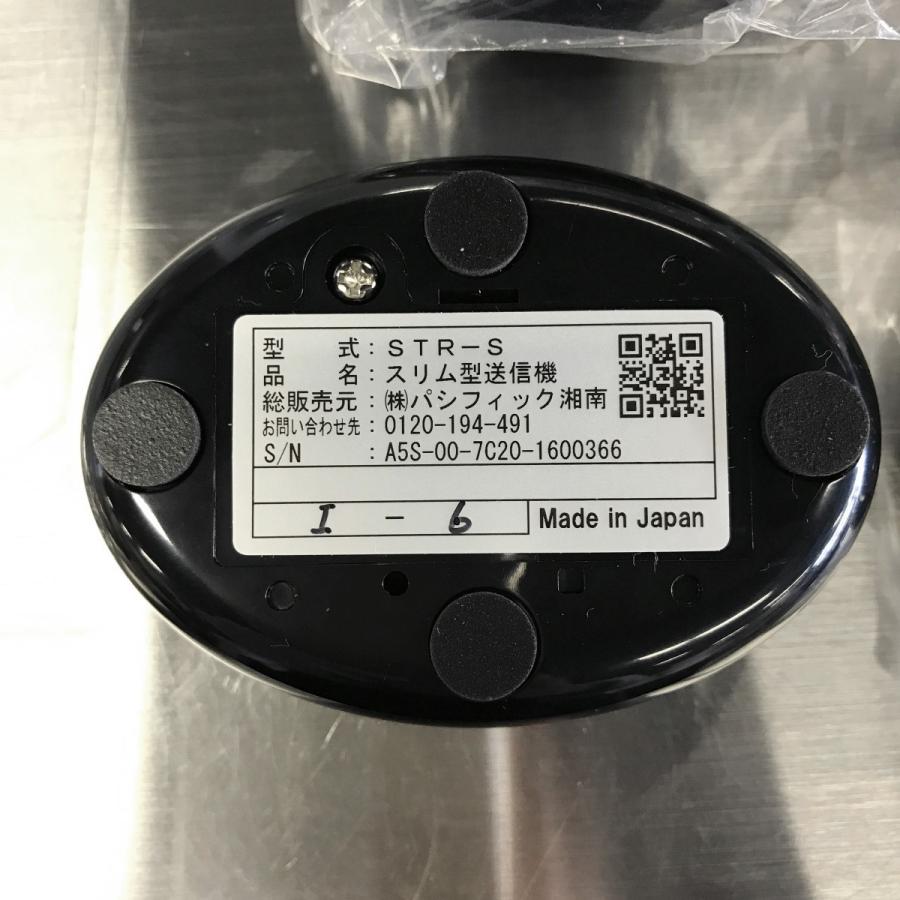 型　　式：ＳＴＲ－Ｓ
品　　名：スリム型送信機
総販売元：㈱パシフィック湘南
お問い合わせ先：0120-194-491
S/N　　：A5S-00-7C20-1600366
I - 6 Made in Japan